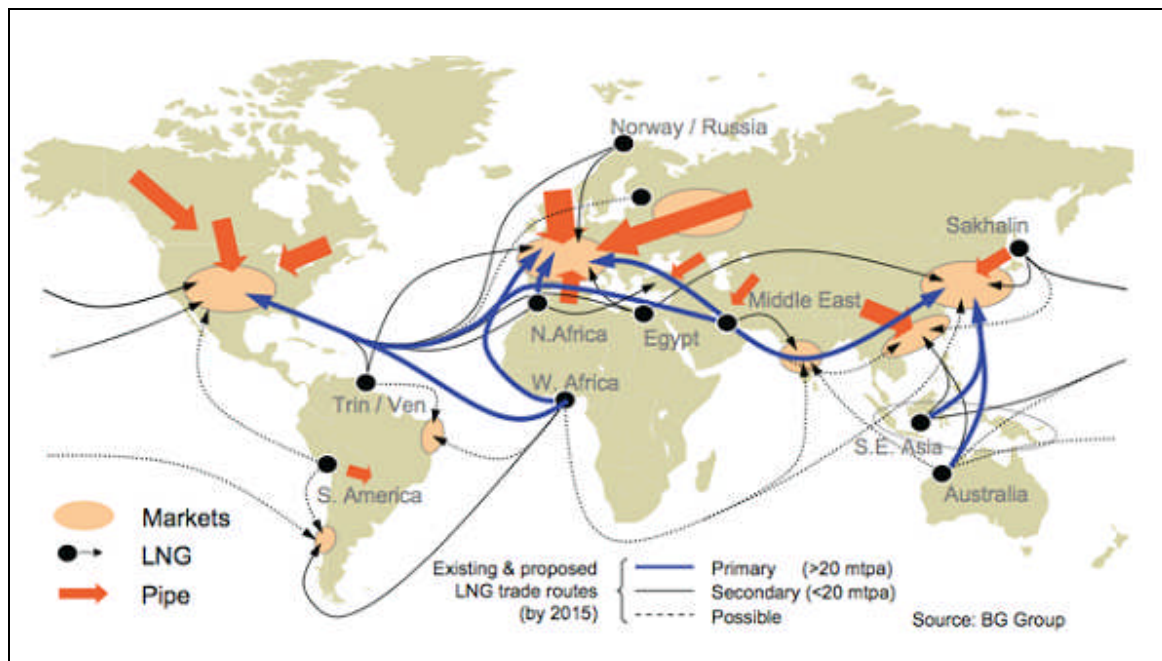 Norway / Russia
Sakhalin
Middle East
N.Africa
Egypt
W. Africa
Trin / Ven
S.E. Asia
S. America
Australia
Markets
LNG
Pipe
Existing & proposed
LNG trade routes
(by 2015)
Primary (>20 mtpa)
Secondary (<20 mtpa)
Possible
Source: BG Group